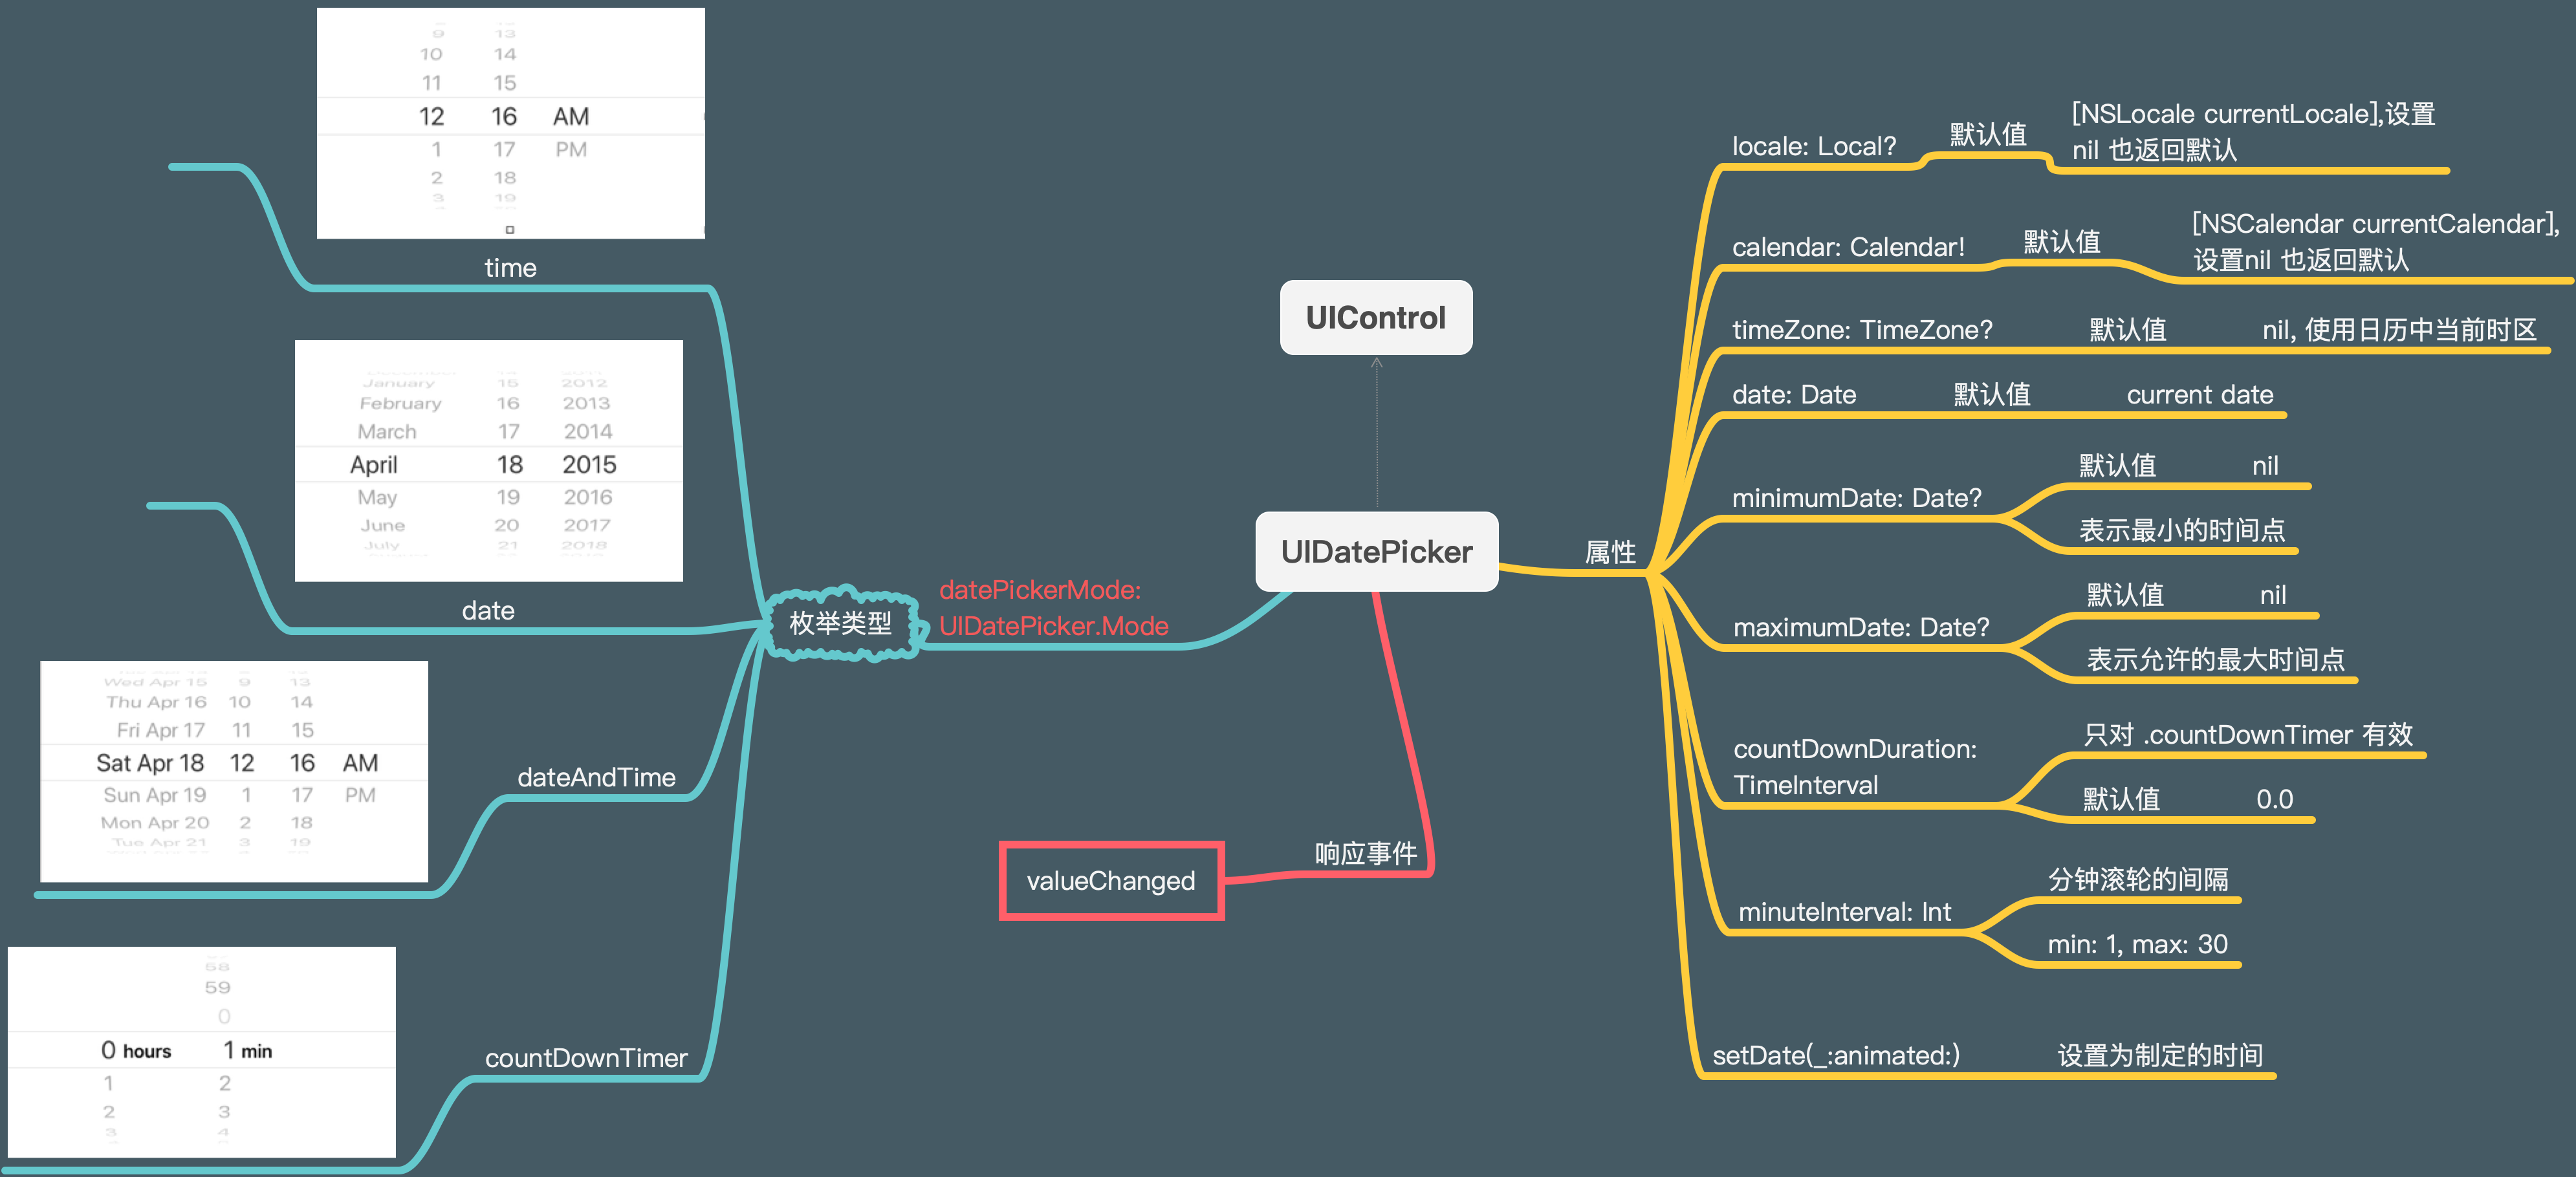 9 13
10 14
11 15
12 16 AM
1 17 PM
2 18
3 19
time
January 15 2012
February 16 2013
March 17 2014
April 18 2015
May 19 2016
June 20 2017
July 21 2018
date
Wed Apr 15 9 13
Thu Apr 16 10 14
Fri Apr 17 11 15
Sat Apr 18 12 16 AM
Sun Apr 19 1 17 PM
Mon Apr 20 2 18
Tue Apr 21 3 19
dateAndTime
58
59
0
0 hours 1 min
1 2
2 3
3 4
countDownTimer
枚举类型
datePickerMode:
UIDatePicker.Mode
UIControl
UIDatePicker
响应事件
valueChanged
属性
locale: Local?
默认值
[NSLocale currentLocale],设置
nil 也返回默认
calendar: Calendar!
默认值
[NSCalendar currentCalendar],
设置nil 也返回默认
timeZone: TimeZone?
默认值
nil, 使用日历中当前时区
date: Date
默认值
current date
minimumDate: Date?
默认值
nil
表示最小的时间点
maximumDate: Date?
默认值
nil
表示允许的最大时间点
countDownDuration:
TimeInterval
只对 .countDownTimer 有效
默认值
0.0
minuteInterval: Int
分钟滚轮的间隔
min: 1, max: 30
setDate(_:animated:)
设置为制定的时间